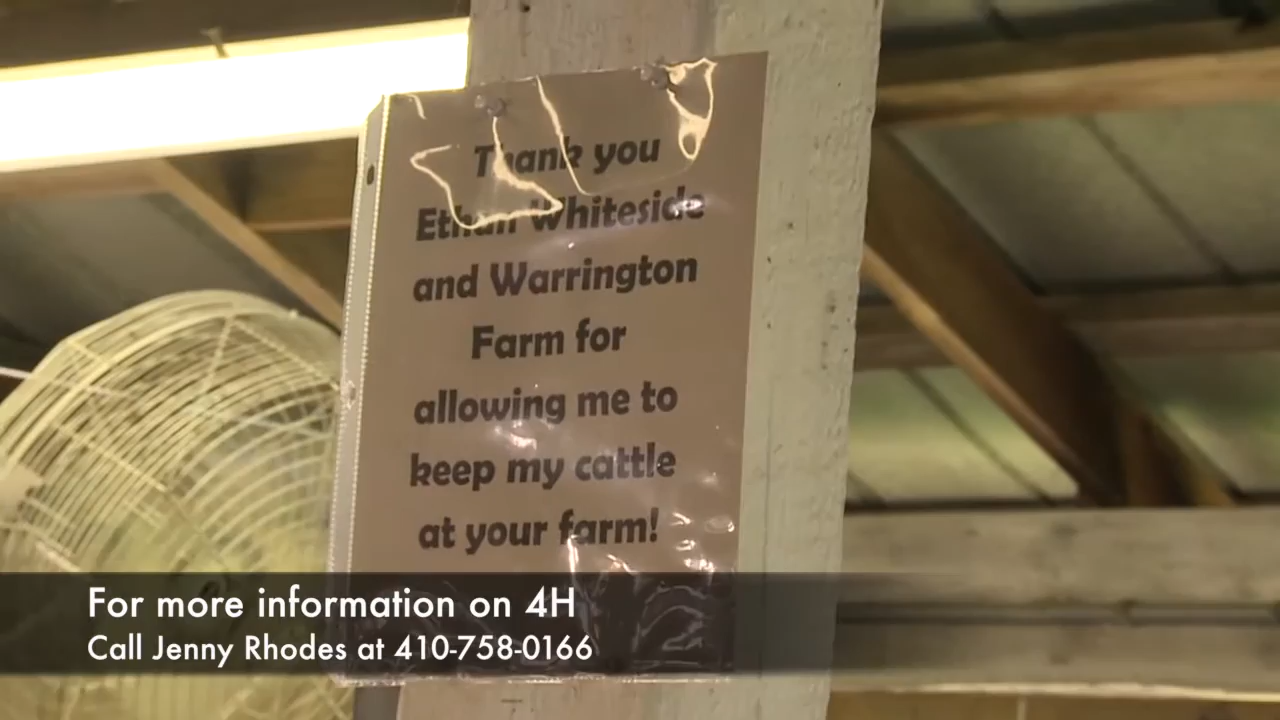 Thank you
Ethan Whiteside
and Warrington
Farm for
allowing me to
keep my cattle
at your farm!
For more information on 4H
Call Jenny Rhodes at 410-758-0166